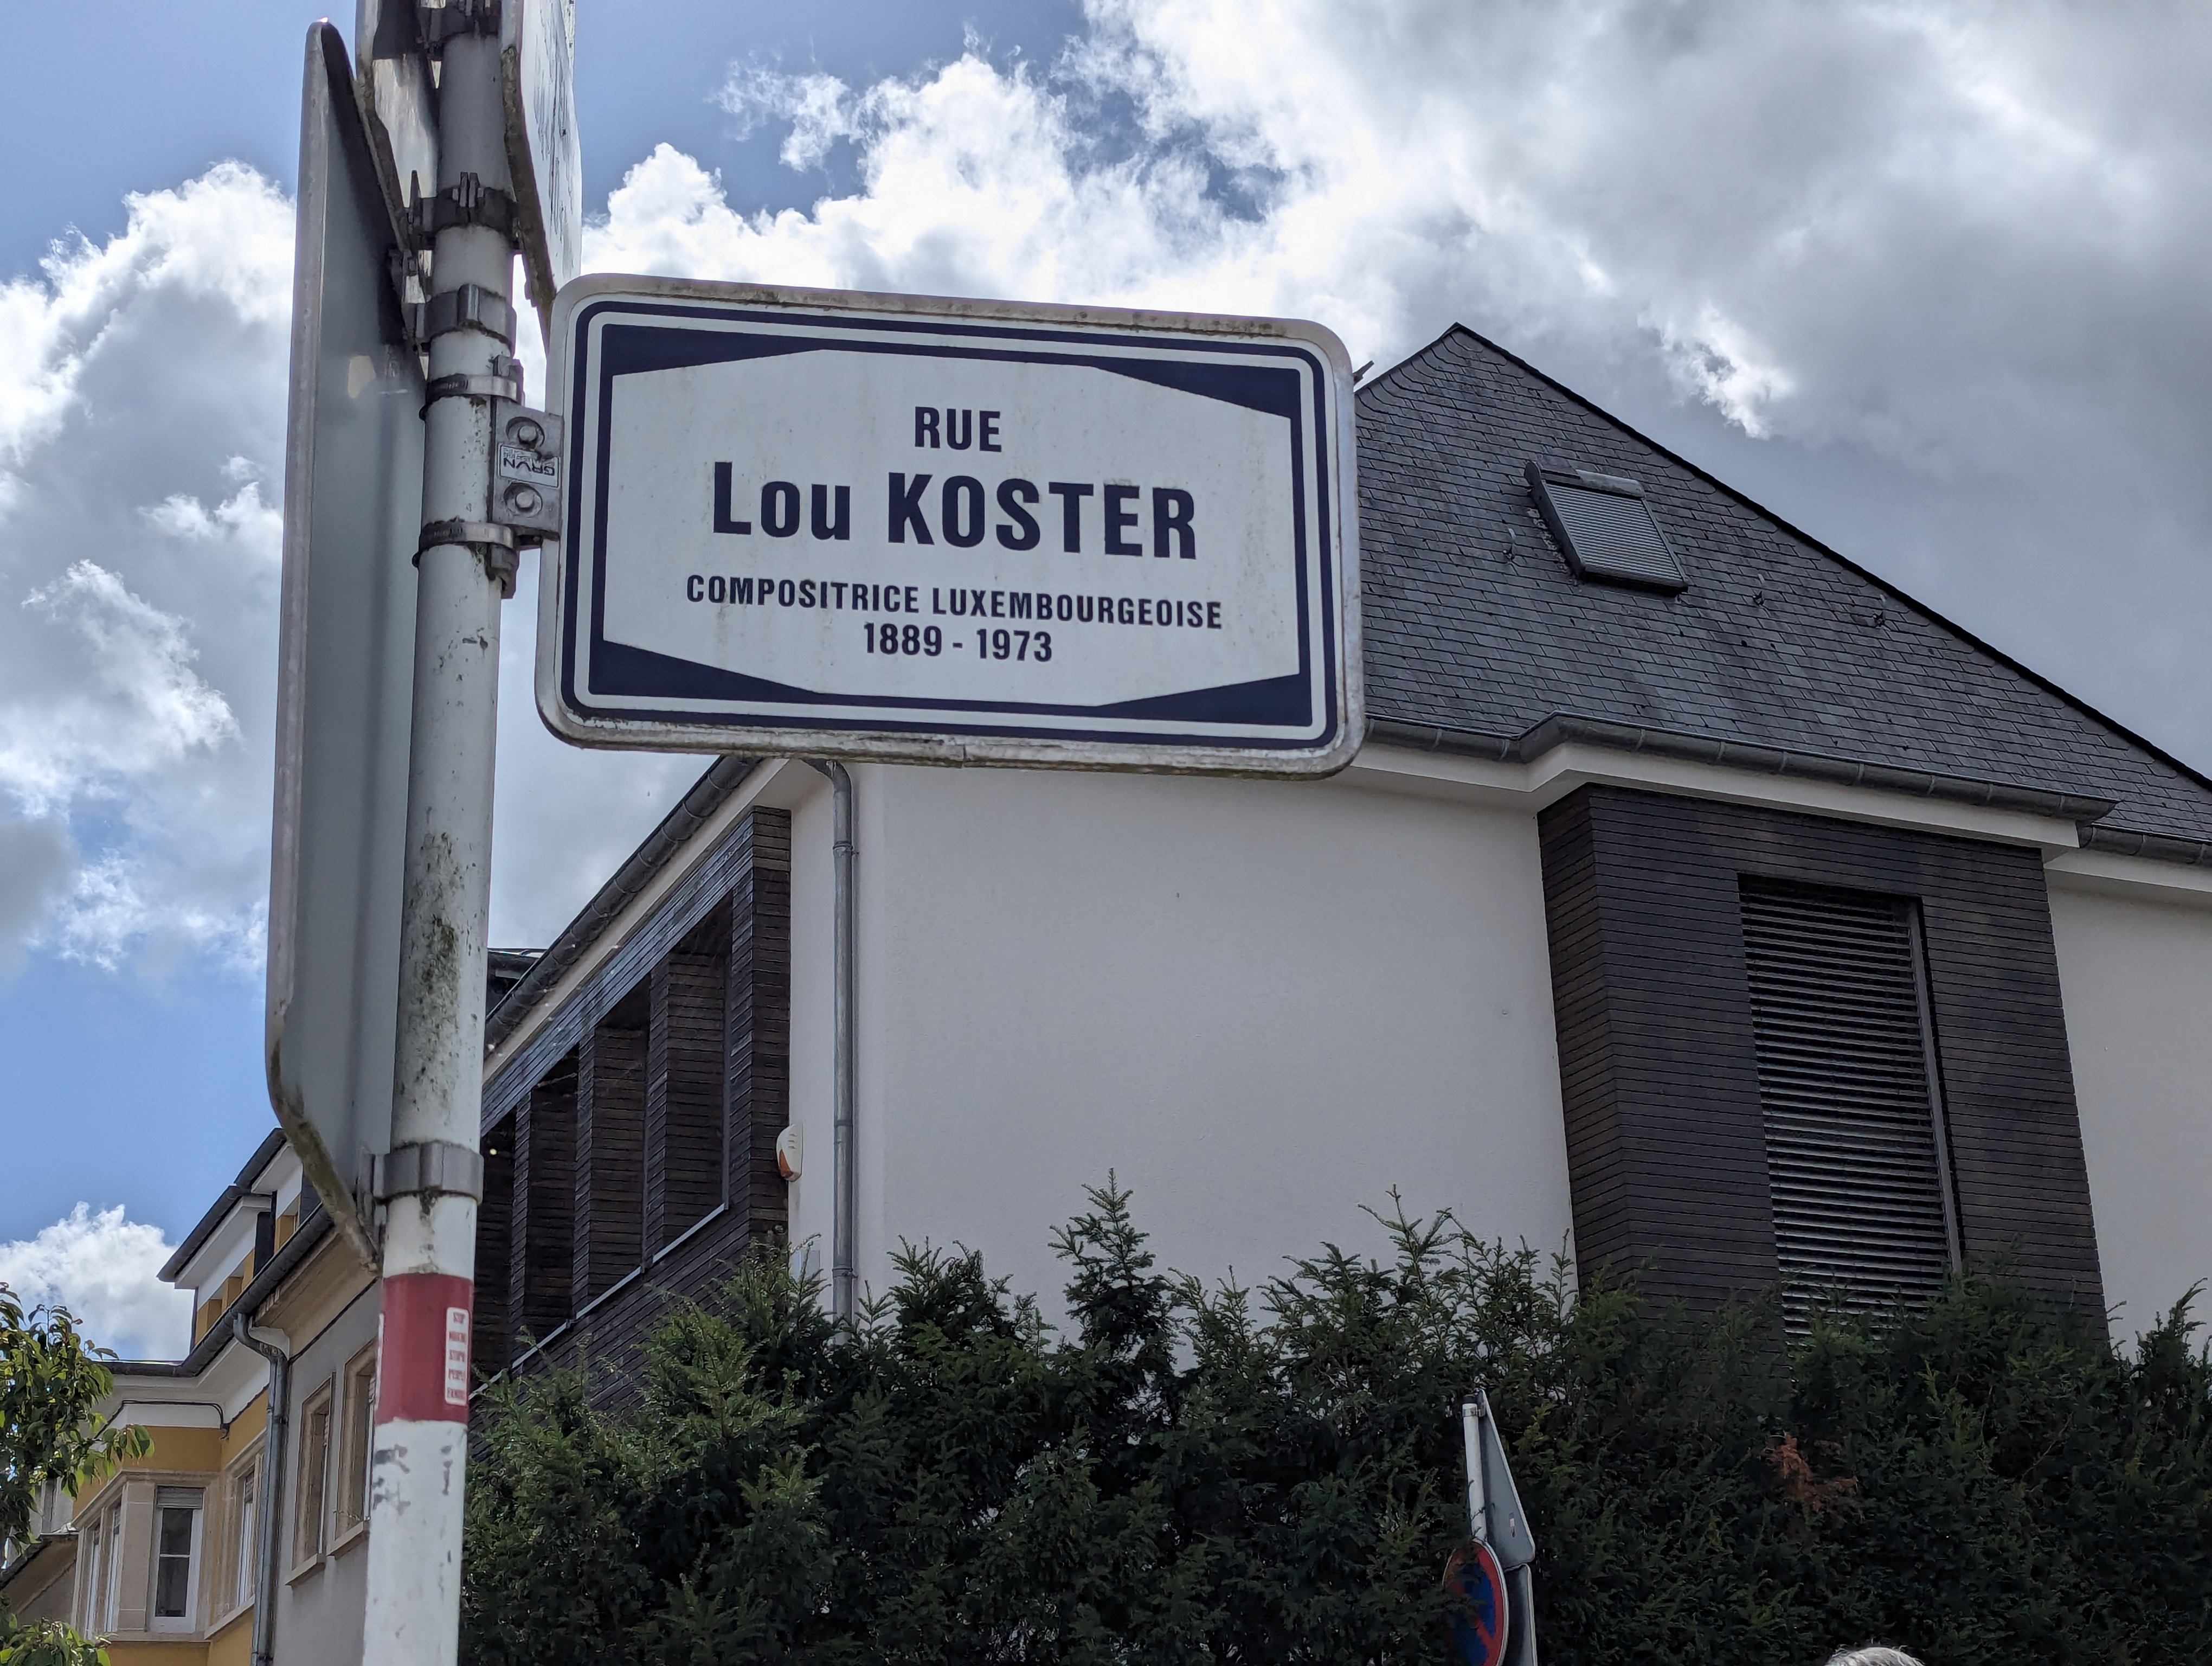 RUE
Lou KOSTER
COMPOSITRICE LUXEMBOURGEOISE
1889 - 1973